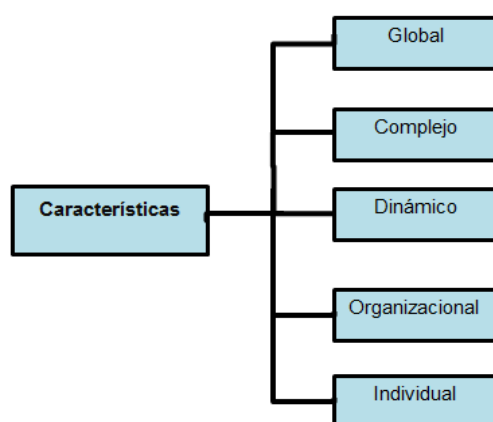 Global
Complejo
Características
Dinámico
Organizacional
Individual